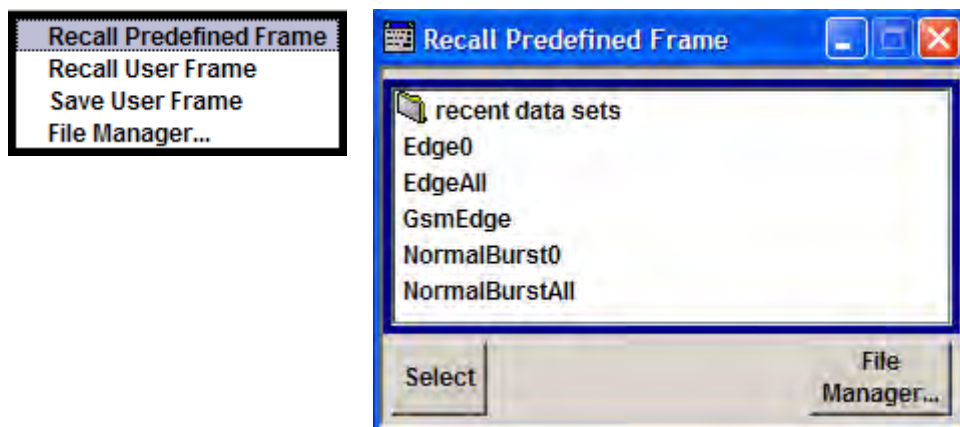 Recall Predefined Frame
Recall User Frame
Save User Frame
File Manager...
Recall Predefined Frame
recent data sets
Edge0
EdgeAll
GsmEdge
NormalBurst0
NormalBurstAll
Select
File
Manager...